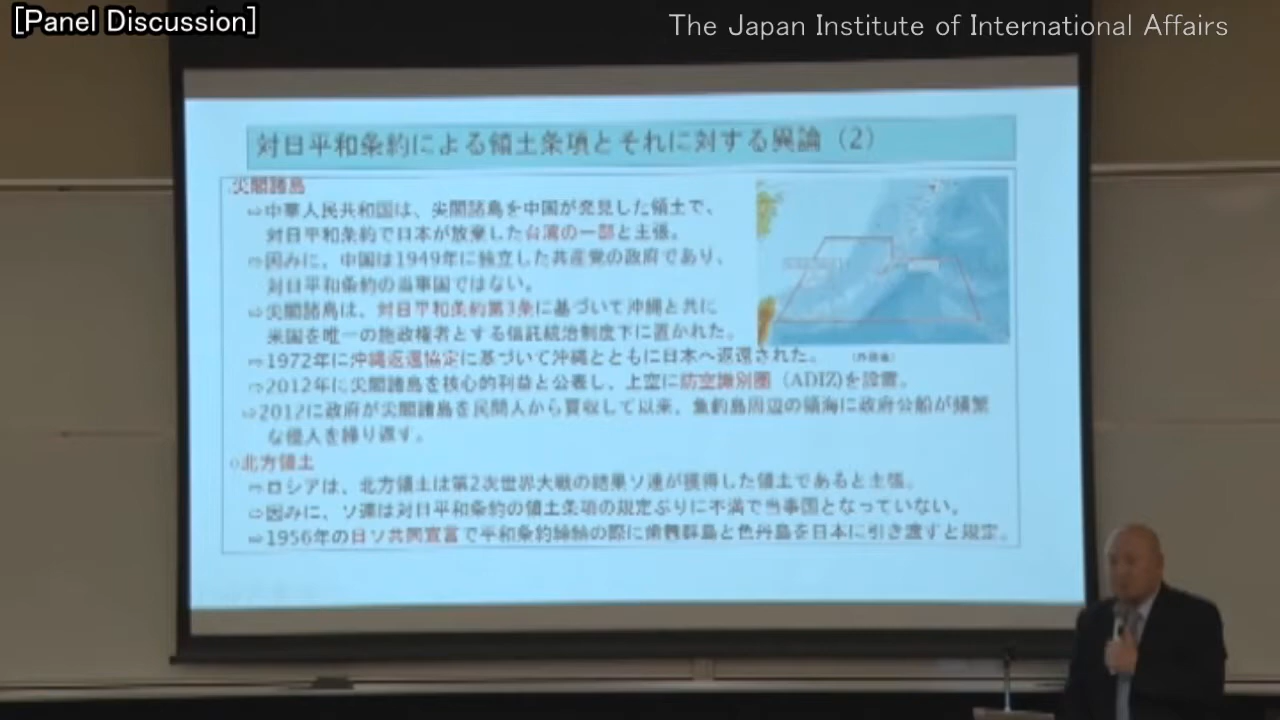 [Panel Discussion]
The Japan Institute of International Affairs
対日平和条約による領土条項とそれに対する異論（2）
尖閣諸島
⇨中華人民共和国は、尖閣諸島を中国が発見した領土で、
対日平和条約で日本が放棄した台湾の一部と主張。
⇨因みに、中国は1949年に独立した共産党の政府であり、
対日平和条約の当事国ではない。
⇨尖閣諸島は、対日平和条約第3条に基づいて沖縄と共に
米国を唯一の施政権者とする信託統治制度下に置かれた。
⇨1972年に沖縄返還協定に基づいて沖縄とともに日本へ返還された。
⇨2012年に尖閣諸島を核心的利益と公表し、上空に防空識別圏（ADIZ)を設置。
⇨2012に政府が尖閣諸島を民間人から買収して以来、魚釣島周辺の領海に政府公船が頻繁
な侵入を繰り返す。
○北方領土
⇨ロシアは、北方領土は第2次世界大戦の結果ソ連が獲得した領土であると主張。
⇨因みに、ソ連は対日平和条約の領土条項の規定ぶりに不満で当事国となっていない。
⇨1956年の日ソ共同宣言で平和条約締結の際に歯舞群島と色丹島を日本に引き渡すと規定。